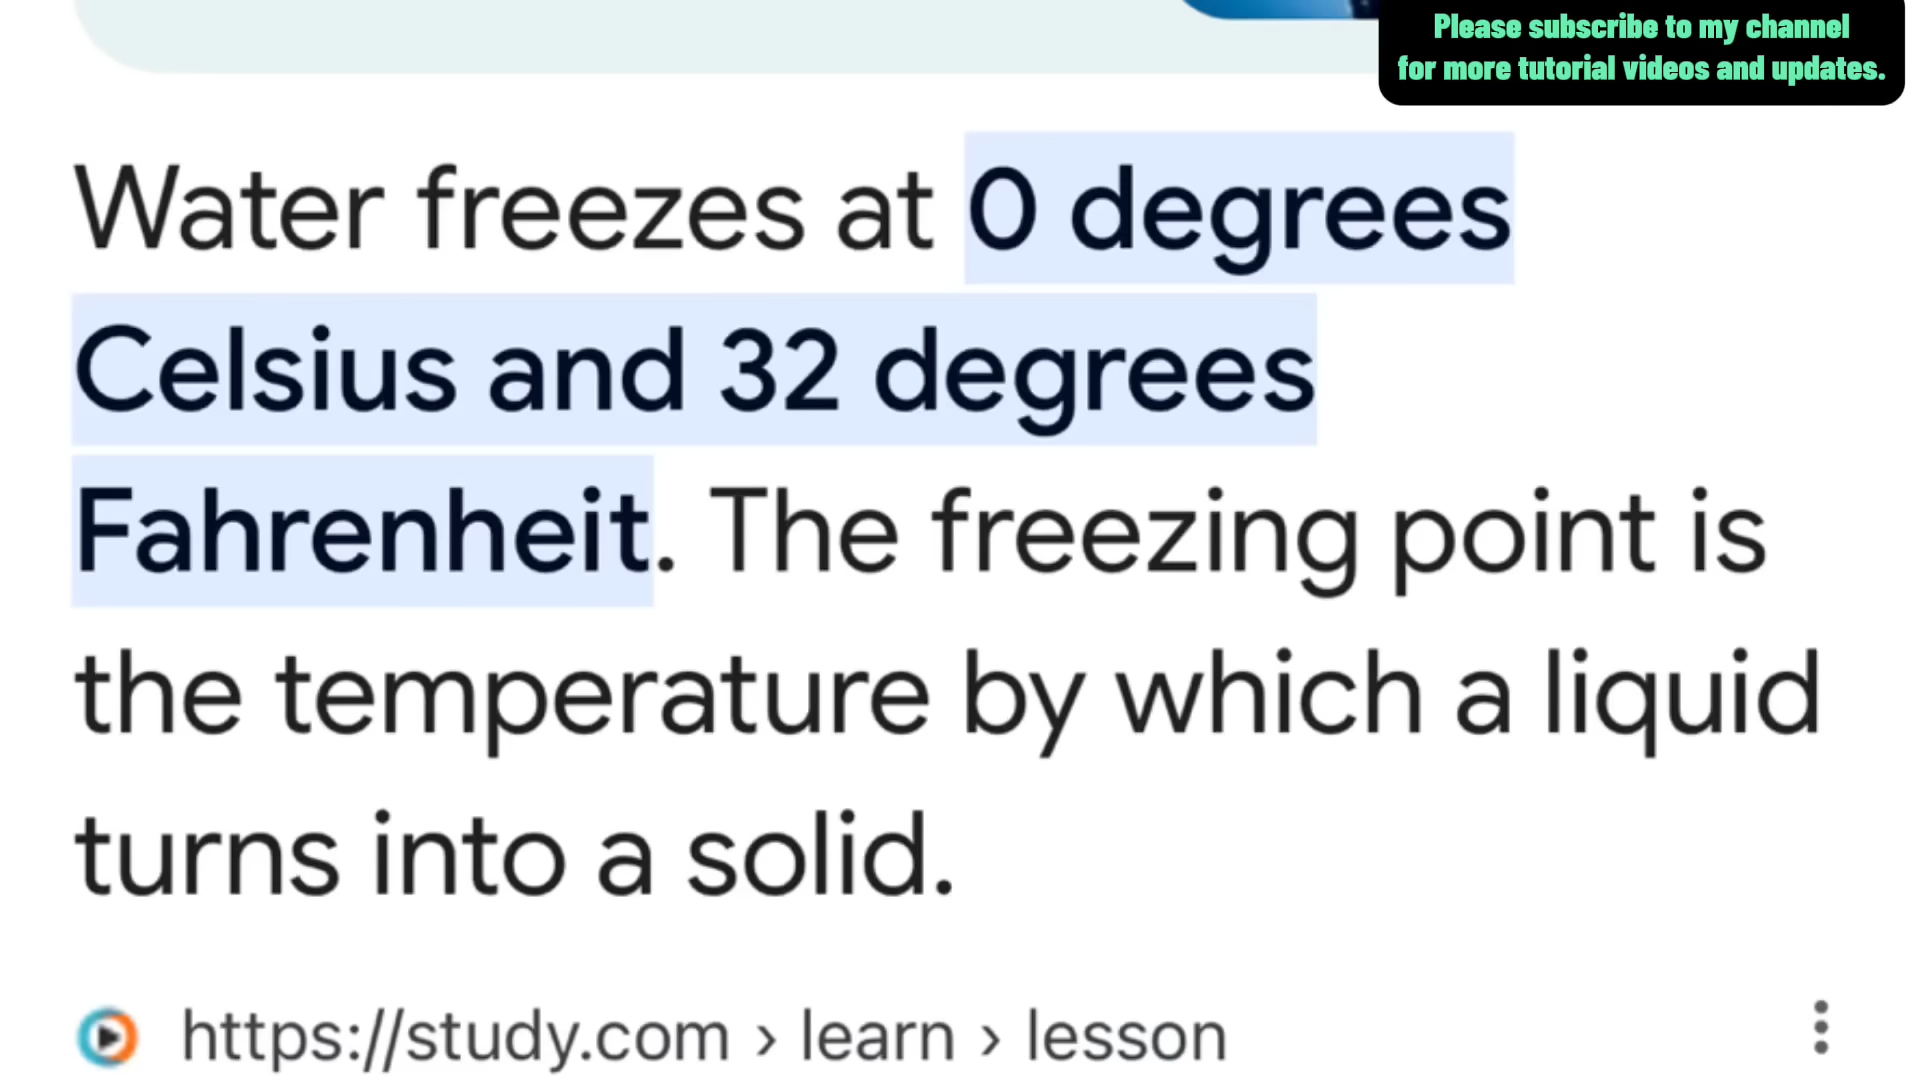 Please subscribe to my channel
for more tutorial videos and updates.
Water freezes at 0 degrees
Celsius and 32 degrees
Fahrenheit. The freezing point is
the temperature by which a liquid
turns into a solid.
https://study.com › learn › lesson